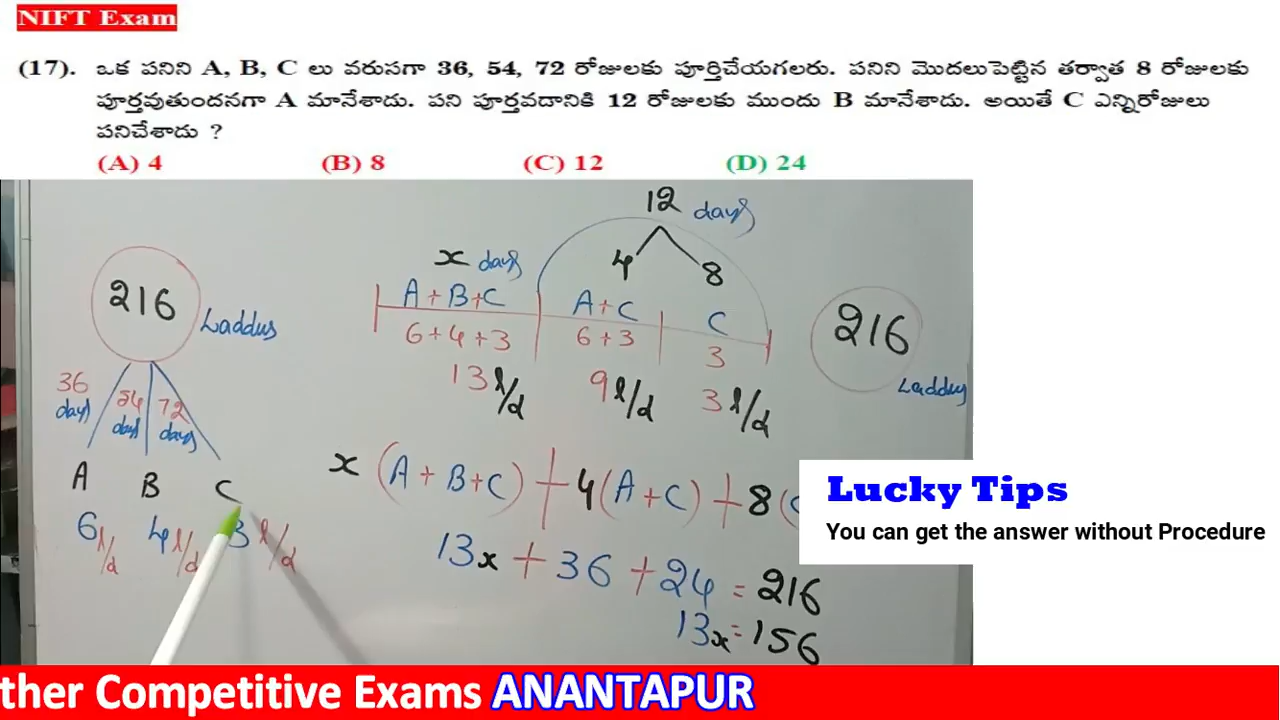 NIFT Exam
(17). ఒక పనిని A, B, C లు వరుసగా 36, 54, 72 రోజులకు పూర్తిచేయగలరు. పనిని మొదలుపెట్టిన తర్వాత 8 రోజులకు
పూర్తవుతుందనగా A మానేశాడు. పని పూర్తవదానికి 12 రోజులకు ముందు B మానేశాడు. అయితే C ఎన్నిరోజులు
పనిచేశాడు ?
(A) 4 (B) 8 (C) 12 (D) 24
12 days
x days 4 8
A+B+C A+C C
6+4+3 6+3 3
13 l/d 9 l/d 3 l/d
216 Laddus
216 Laddus
36 days 54 days 72 days
A B C
6 l/d 4 l/d 3 l/d
x (A+B+C) + 4(A+C) + 8(
13x + 36 + 24 = 216
13x = 156
Lucky Tips
You can get the answer without Procedure
ther Competitive Exams ANANTAPUR